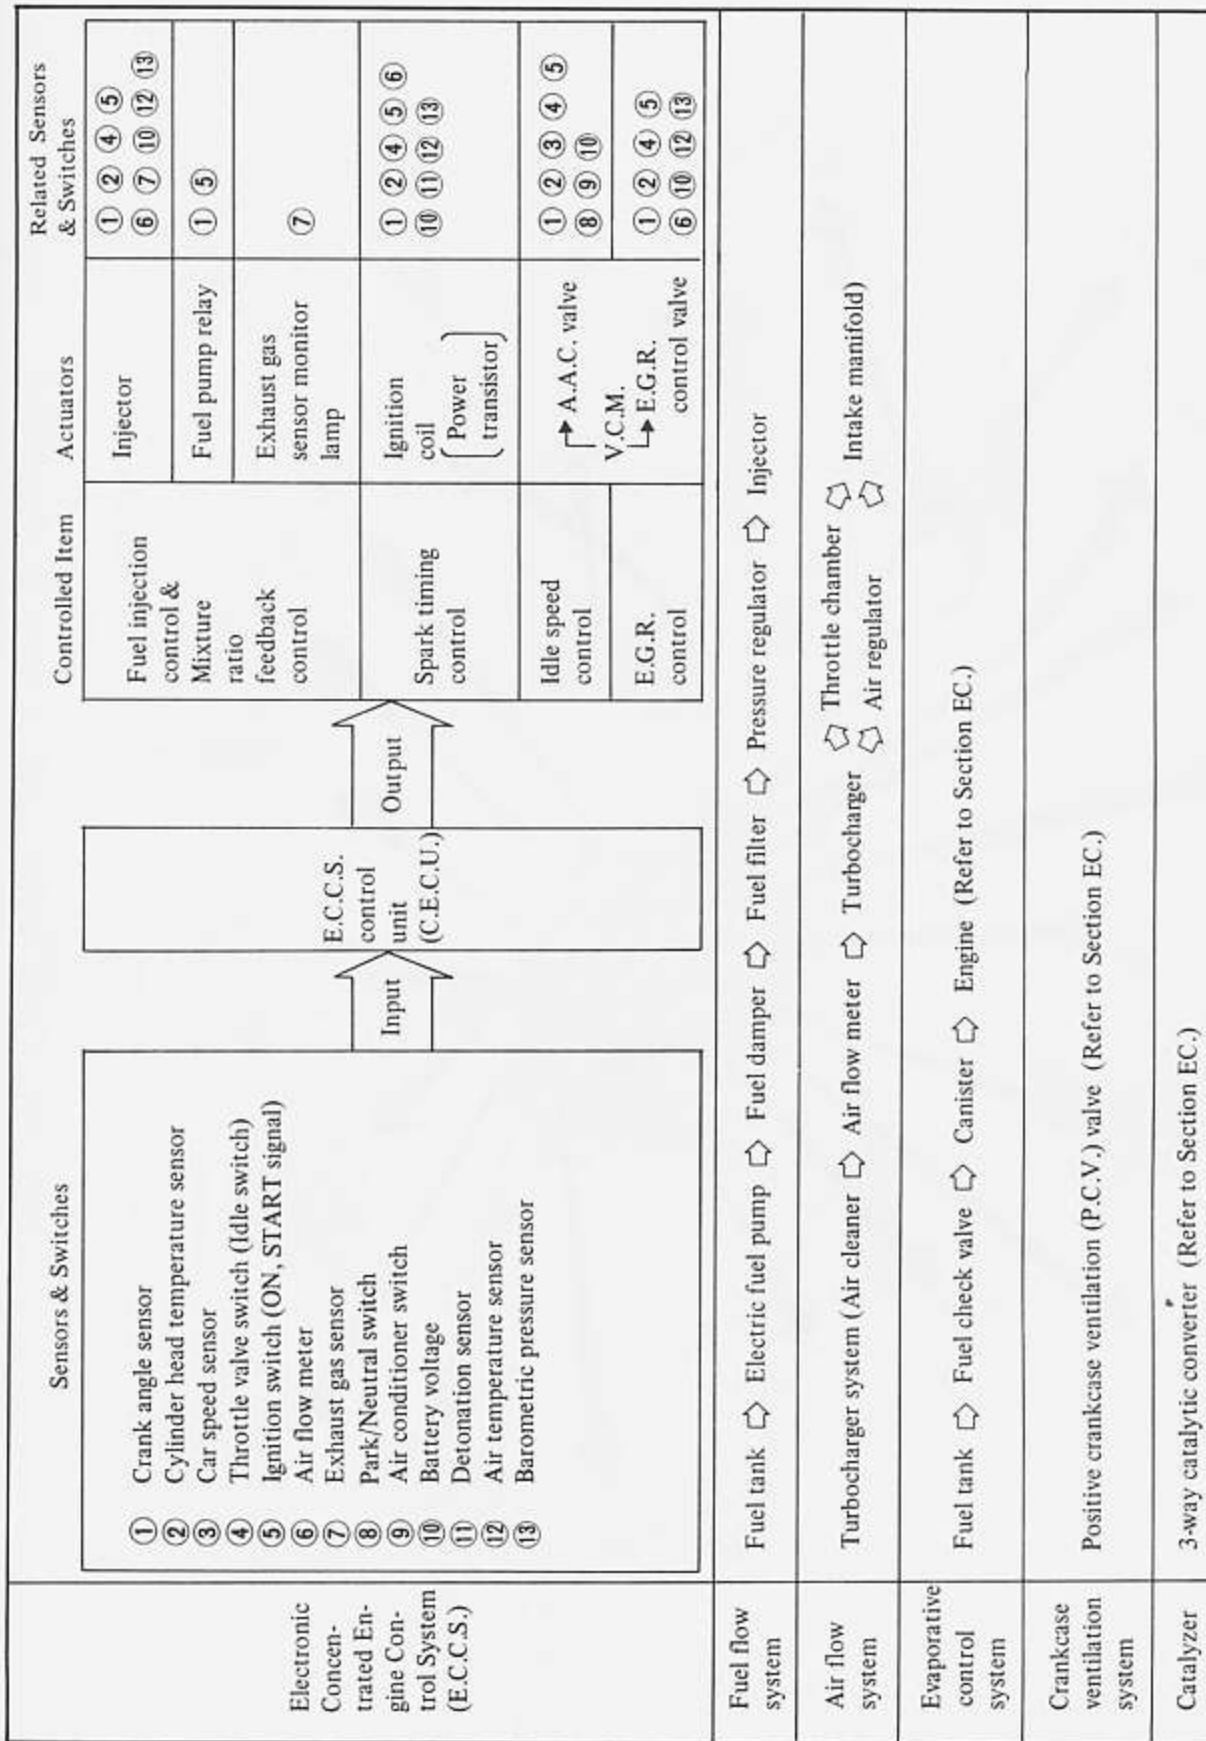 Sensors & Switches
Controlled Item
Actuators
Related Sensors
& Switches
Electronic
Concen-
trated En-
gine Con-
trol System
(E.C.C.S.)
① Crank angle sensor
② Cylinder head temperature sensor
③ Car speed sensor
④ Throttle valve switch (Idle switch)
⑤ Ignition switch (ON, START signal)
⑥ Air flow meter
⑦ Exhaust gas sensor
⑧ Park/Neutral switch
⑨ Air conditioner switch
⑩ Battery voltage
⑪ Detonation sensor
⑫ Air temperature sensor
⑬ Barometric pressure sensor
Input
E.C.C.S.
control
unit
(C.E.C.U.)
Output
Fuel injection
control &
Mixture
ratio
feedback
control
Injector
① ② ④ ⑤
⑥ ⑦ ⑩ ⑫ ⑬
Fuel pump relay
① ⑤
Exhaust gas
sensor monitor
lamp
⑦
Spark timing
control
Ignition
coil
(Power
transistor)
① ② ④ ⑤ ⑥
⑩ ⑪ ⑫ ⑬
Idle speed
control
A.A.C. valve
V.C.M.
① ② ③ ④ ⑤
⑧ ⑨ ⑩
E.G.R.
control
E.G.R.
control valve
① ② ④ ⑤
⑥ ⑩ ⑫ ⑬
Fuel flow
system
Fuel tank ⇨ Electric fuel pump ⇨ Fuel damper ⇨ Fuel filter ⇨ Pressure regulator ⇨ Injector
Air flow
system
Turbocharger system (Air cleaner ⇨ Air flow meter ⇨ Turbocharger
Throttle chamber
Air regulator
Intake manifold)
Evaporative
control
system
Fuel tank ⇨ Fuel check valve ⇨ Canister ⇨ Engine (Refer to Section EC.)
Crankcase
ventilation
system
Positive crankcase ventilation (P.C.V.) valve (Refer to Section EC.)
Catalyzer
3-way catalytic converter (Refer to Section EC.)